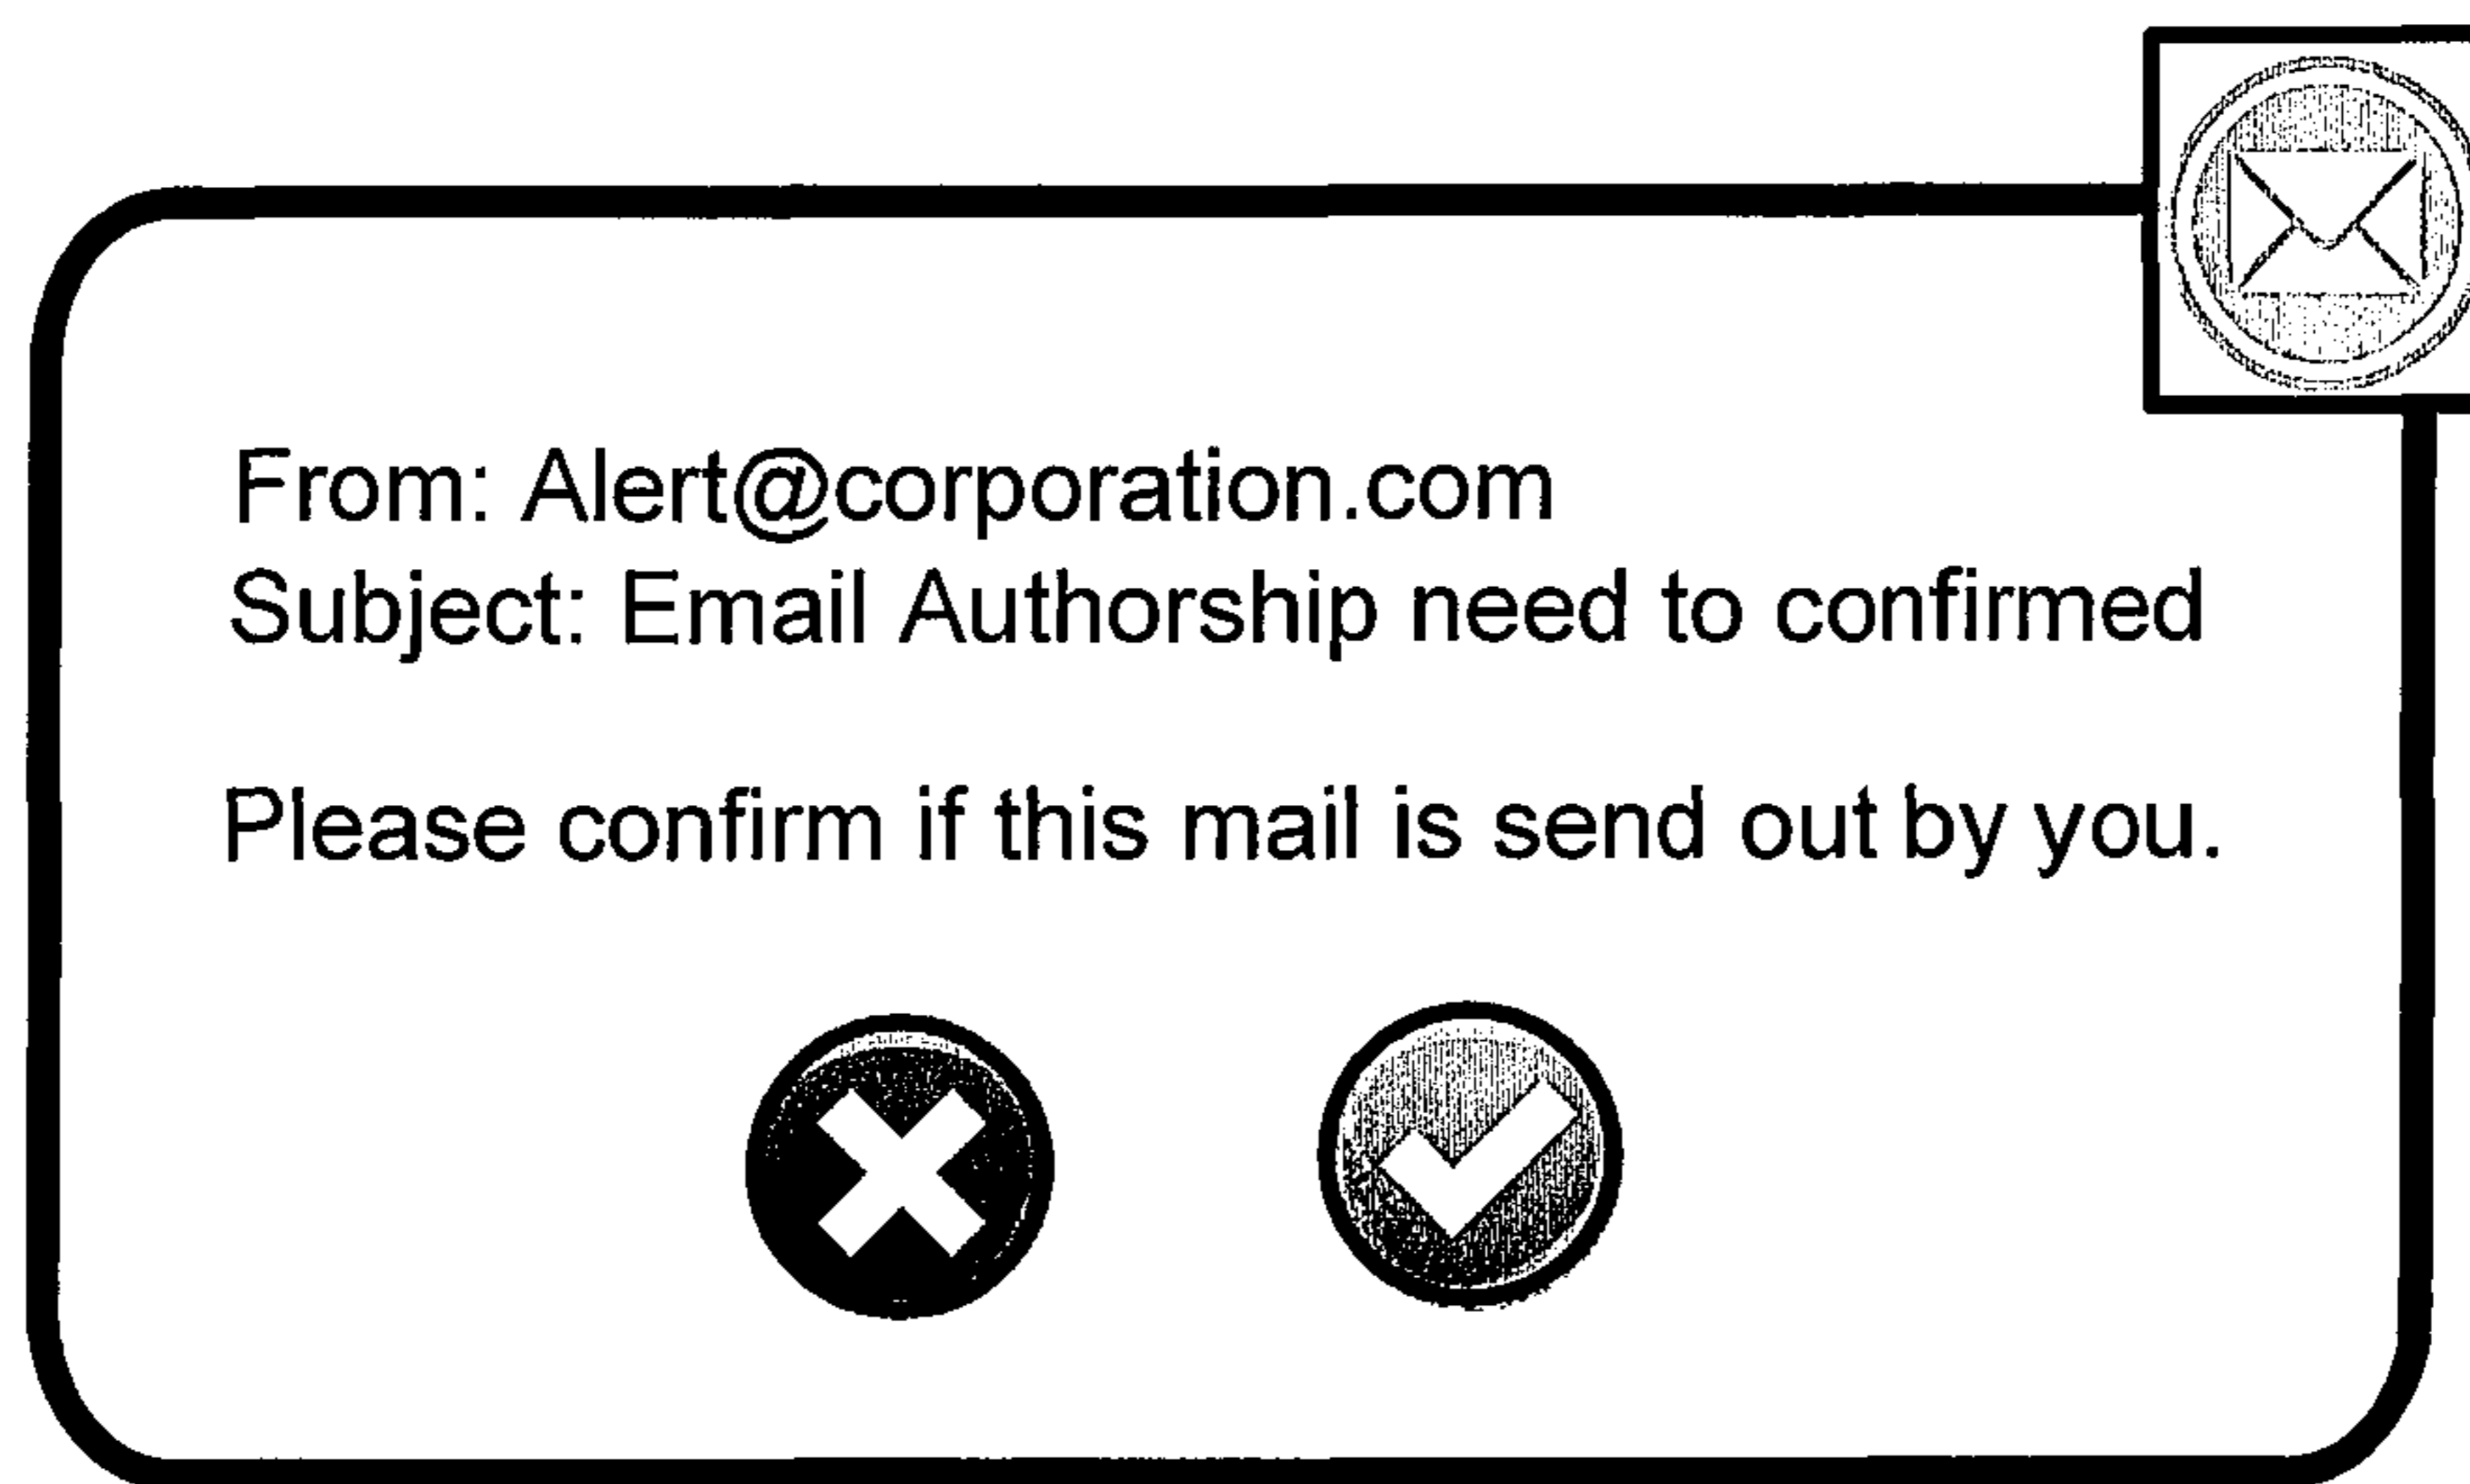 From: Alert@corporation.com
Subject: Email Authorship need to confirmed
Please confirm if this mail is send out by you.